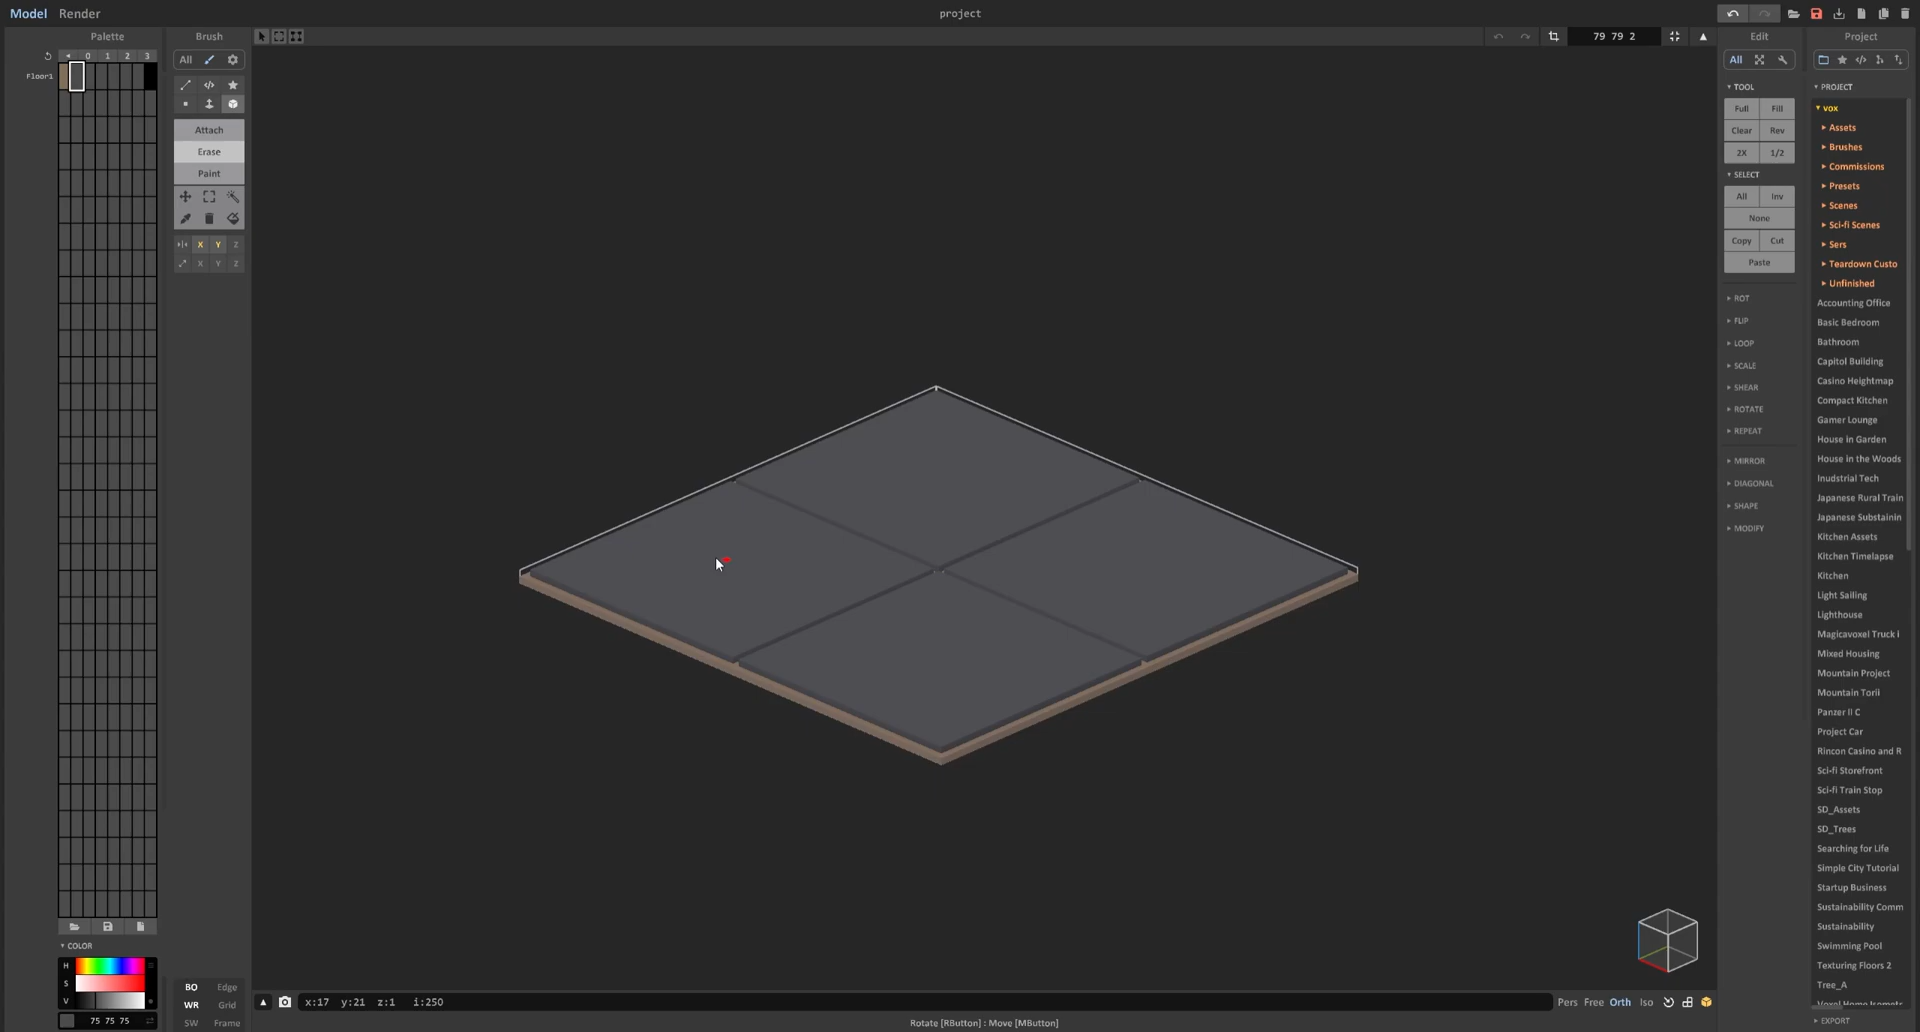 Model Render
project
Palette
0 1 2 3
Floor1
COLOR
H
S
V
75 75 75
Brush
All
Attach
Erase
Paint
X Y Z
X Y Z
BO Edge
WR Grid
SW Frame
79 79 2
x:17 y:21 z:1 i:250
Pers Free Orth Iso
Rotate [RButton] : Move [MButton]
Edit
All
TOOL
Full Fill
Clear Rev
2X 1/2
SELECT
All Inv
None
Copy Cut
Paste
ROT
FLIP
LOOP
SCALE
SHEAR
ROTATE
REPEAT
MIRROR
DIAGONAL
SHAPE
MODIFY
Project
PROJECT
vox
Assets
Brushes
Commissions
Presets
Scenes
Sci-fi Scenes
Sers
Teardown Custo
Unfinished
Accounting Office
Basic Bedroom
Bathroom
Capitol Building
Casino Heightmap
Compact Kitchen
Gamer Lounge
House in Garden
House in the Woods
Inudstrial Tech
Japanese Rural Train
Japanese Substainin
Kitchen Assets
Kitchen Timelapse
Kitchen
Light Sailing
Lighthouse
Magicavoxel Truck i
Mixed Housing
Mountain Project
Mountain Torii
Panzer II C
Project Car
Rincon Casino and R
Sci-fi Storefront
Sci-fi Train Stop
SD_Assets
SD_Trees
Searching for Life
Simple City Tutorial
Startup Business
Sustainability Comm
Sustainability
Swimming Pool
Texturing Floors 2
Tree_A
Voxel Home Isometr
EXPORT